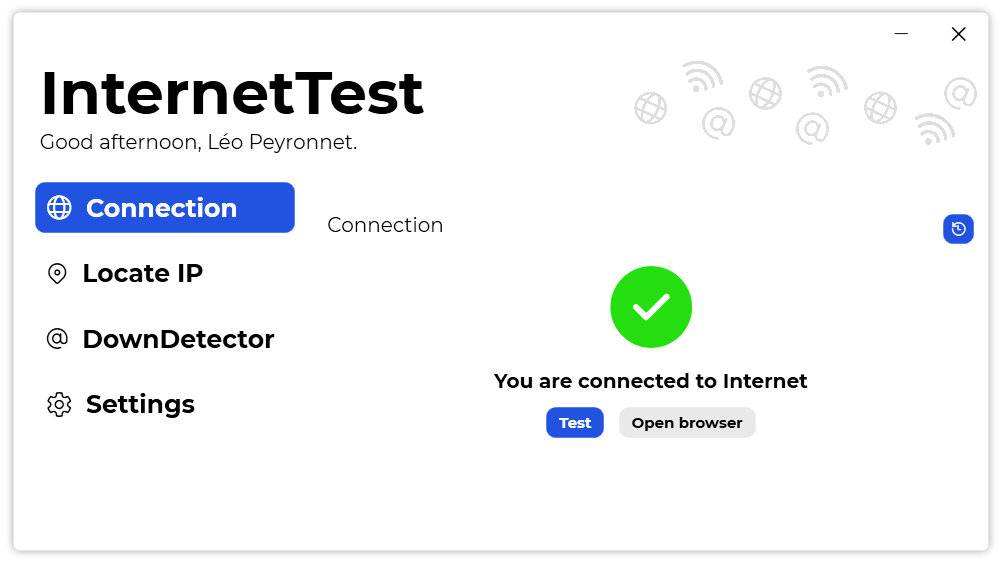 InternetTest
Good afternoon, Léo Peyronnet.
Connection
Connection
Locate IP
DownDetector
Settings
You are connected to Internet
Test
Open browser